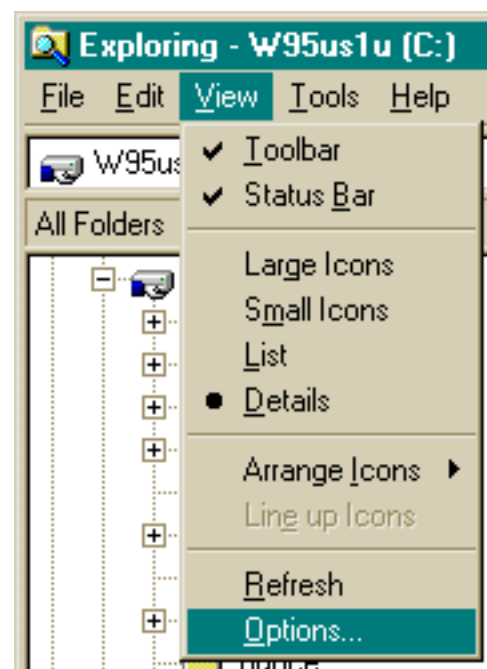 Exploring - W95us1u (C:)
File Edit View Tools Help
W95us
All Folders
Toolbar
Status Bar
Large Icons
Small Icons
List
Details
Arrange Icons
Line up Icons
Refresh
Options...